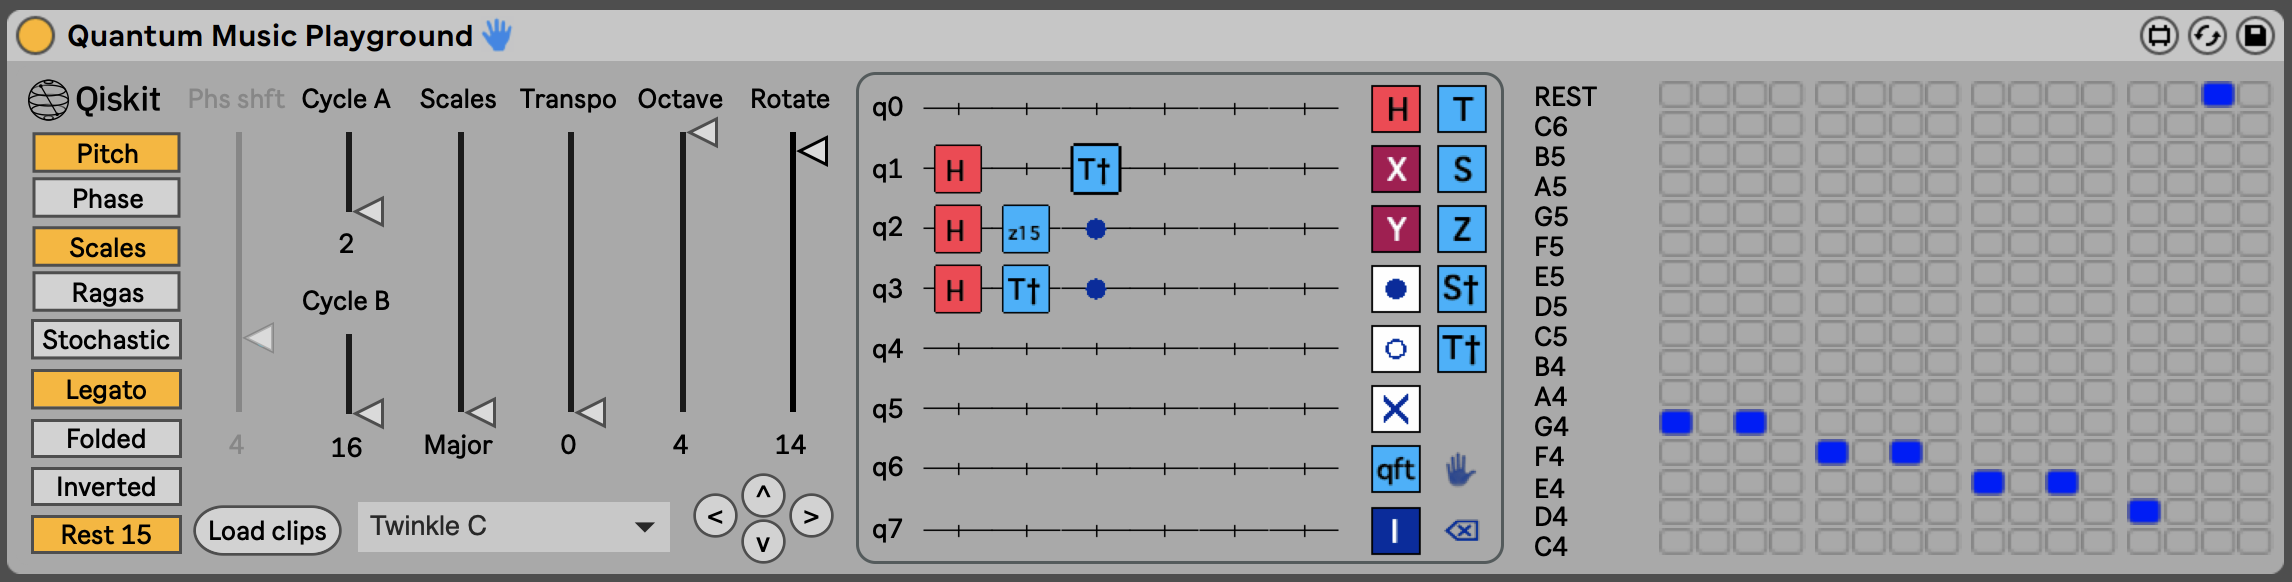 Quantum Music Playground
Qiskit
Phs shft
Cycle A
Scales
Transpo
Octave
Rotate
Pitch
Phase
Scales
Ragas
Stochastic
Legato
Folded
Inverted
Rest 15
4
2
Cycle B
16
Major
0
4
14
Load clips
Twinkle C
<
^
v
>
q0
q1 H T†
q2 H z15
q3 H T†
q4
q5
q6
q7
H T
X S
Y Z
S†
T†
qft
I
REST
C6
B5
A5
G5
F5
E5
D5
C5
B4
A4
G4
F4
E4
D4
C4